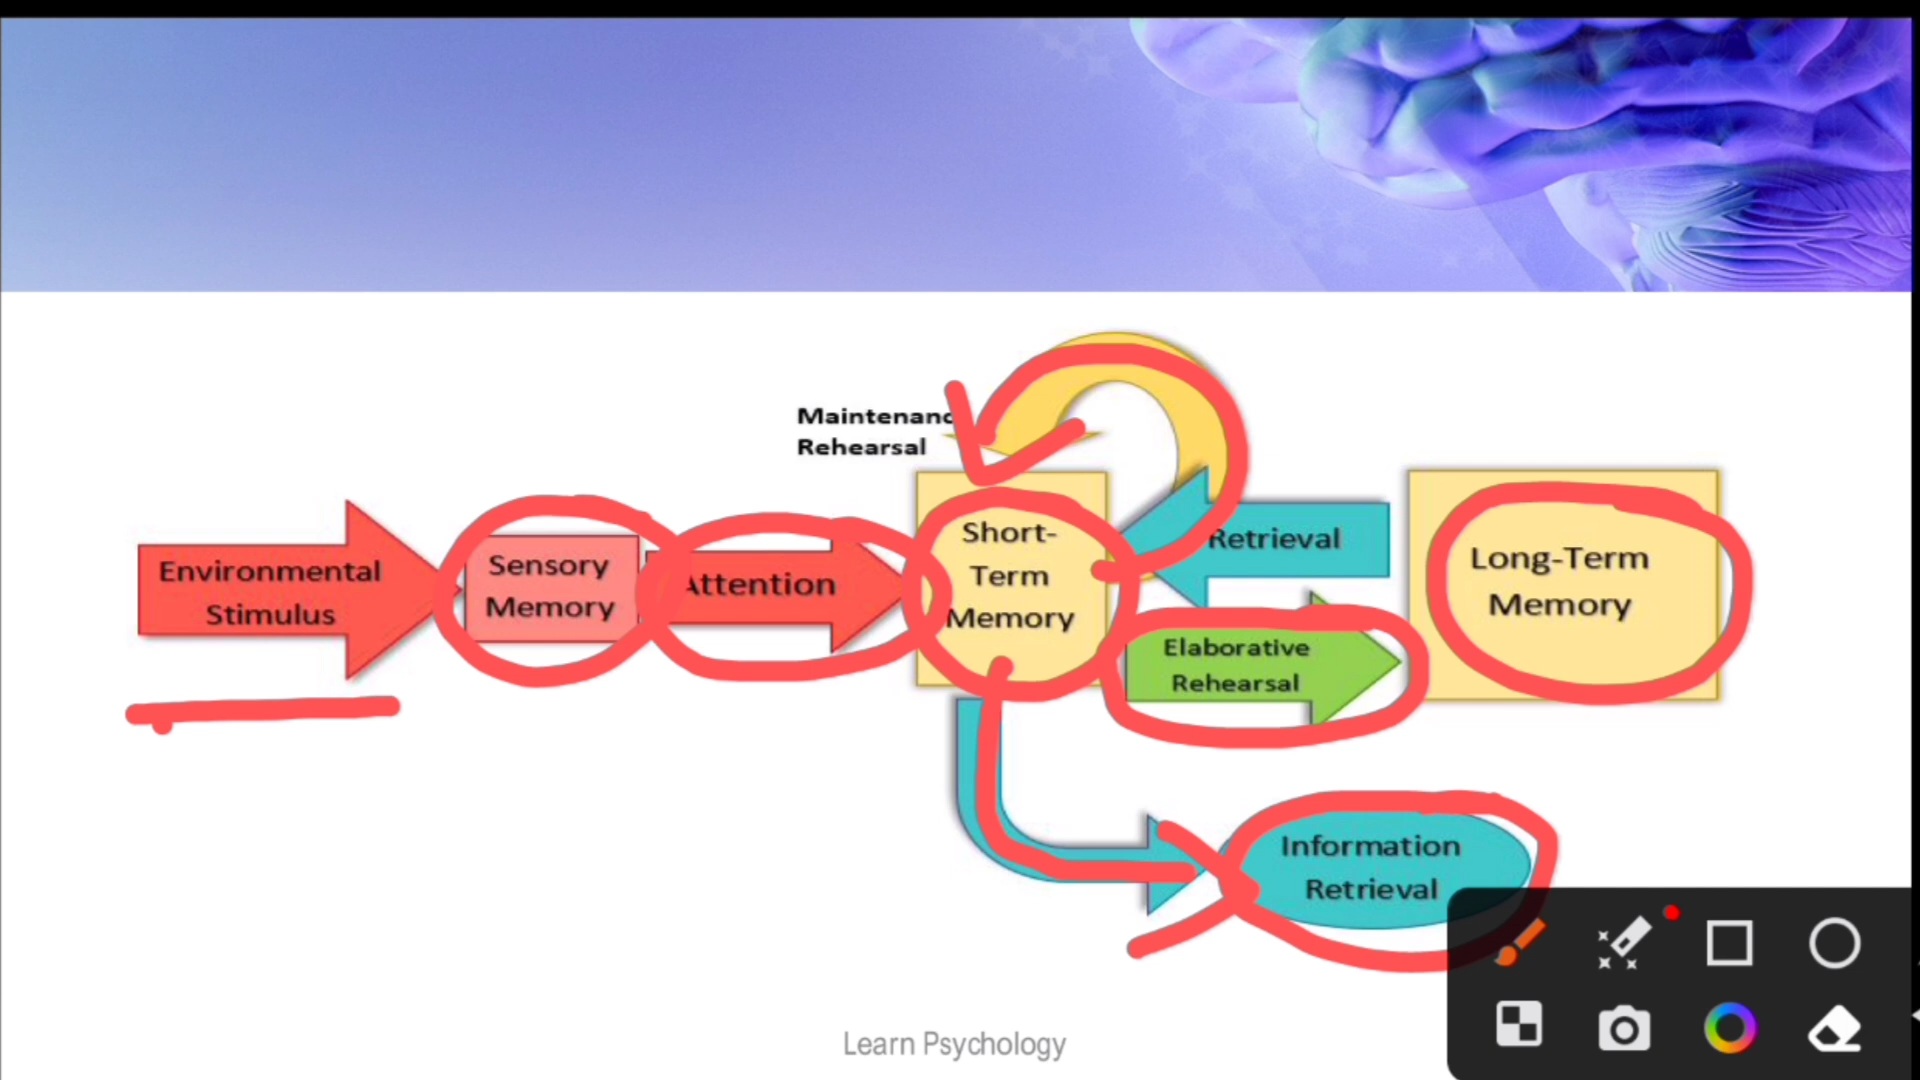 Maintenanc
Rehearsal
Environmental
Stimulus
Sensory
Memory
Attention
Short-
Term
Memory
Retrieval
Elaborative
Rehearsal
Long-Term
Memory
Information
Retrieval
Learn Psychology